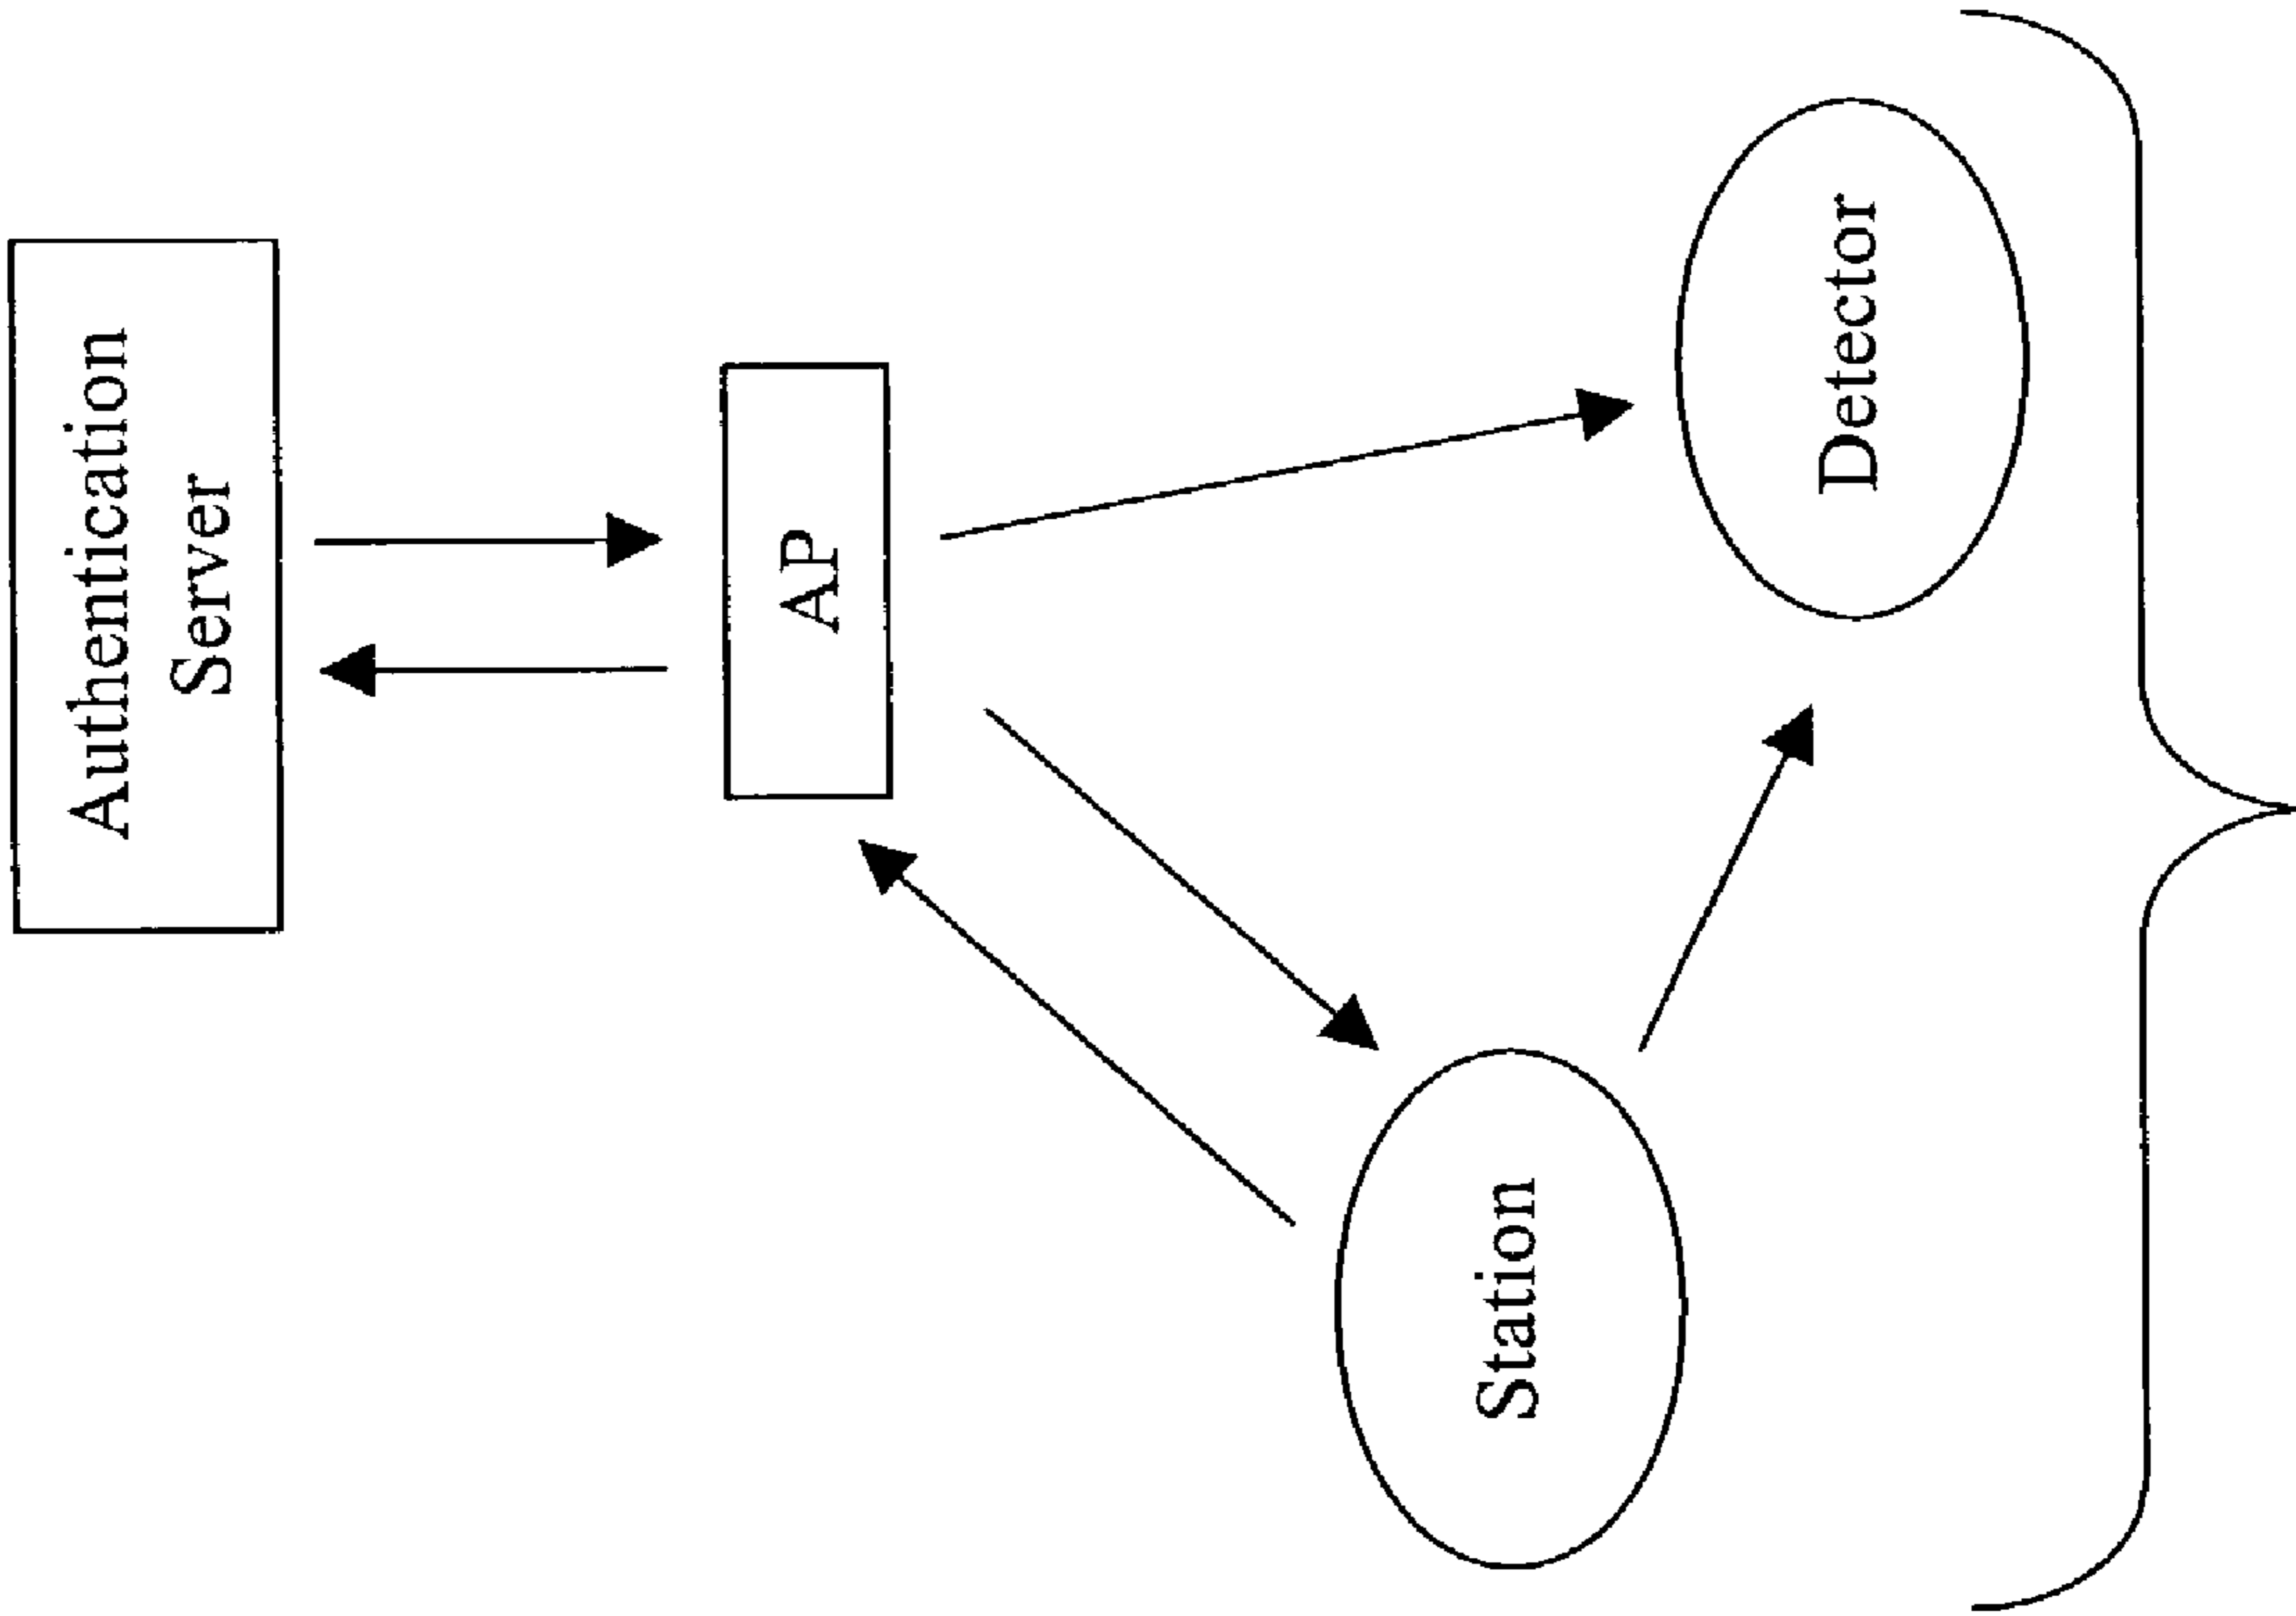 Authentication
Server
AP
Station
Detector